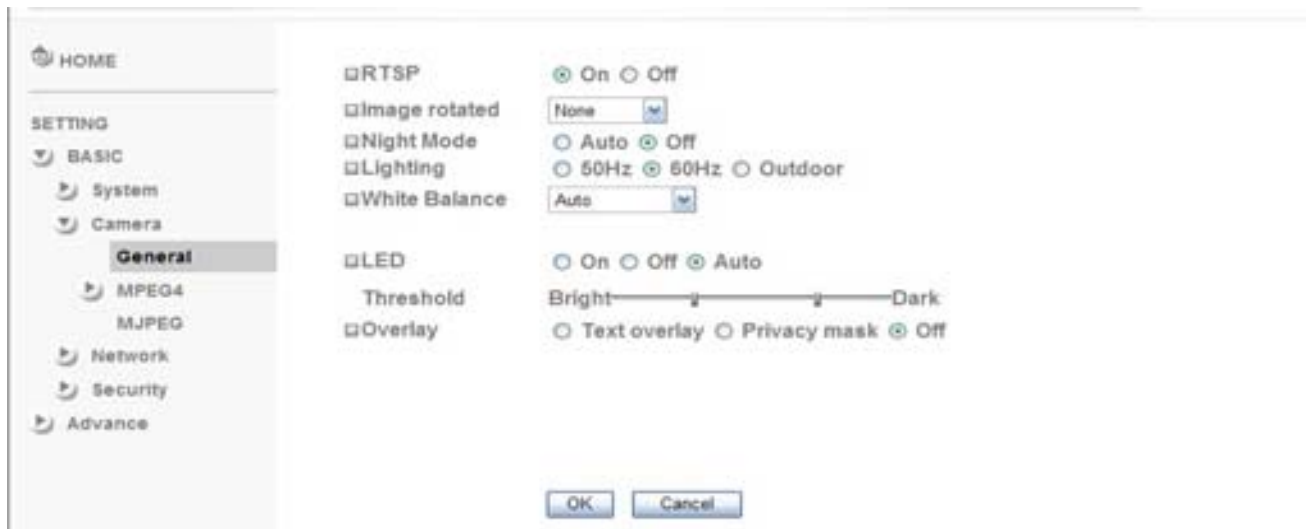 HOME
SETTING
BASIC
System
Camera
General
MPEG4
MJPEG
Network
Security
Advance
RTSP On Off
Image rotated None
Night Mode Auto Off
Lighting 50Hz 60Hz Outdoor
White Balance Auto
LED On Off Auto
Threshold Bright Dark
Overlay Text overlay Privacy mask Off
OK Cancel